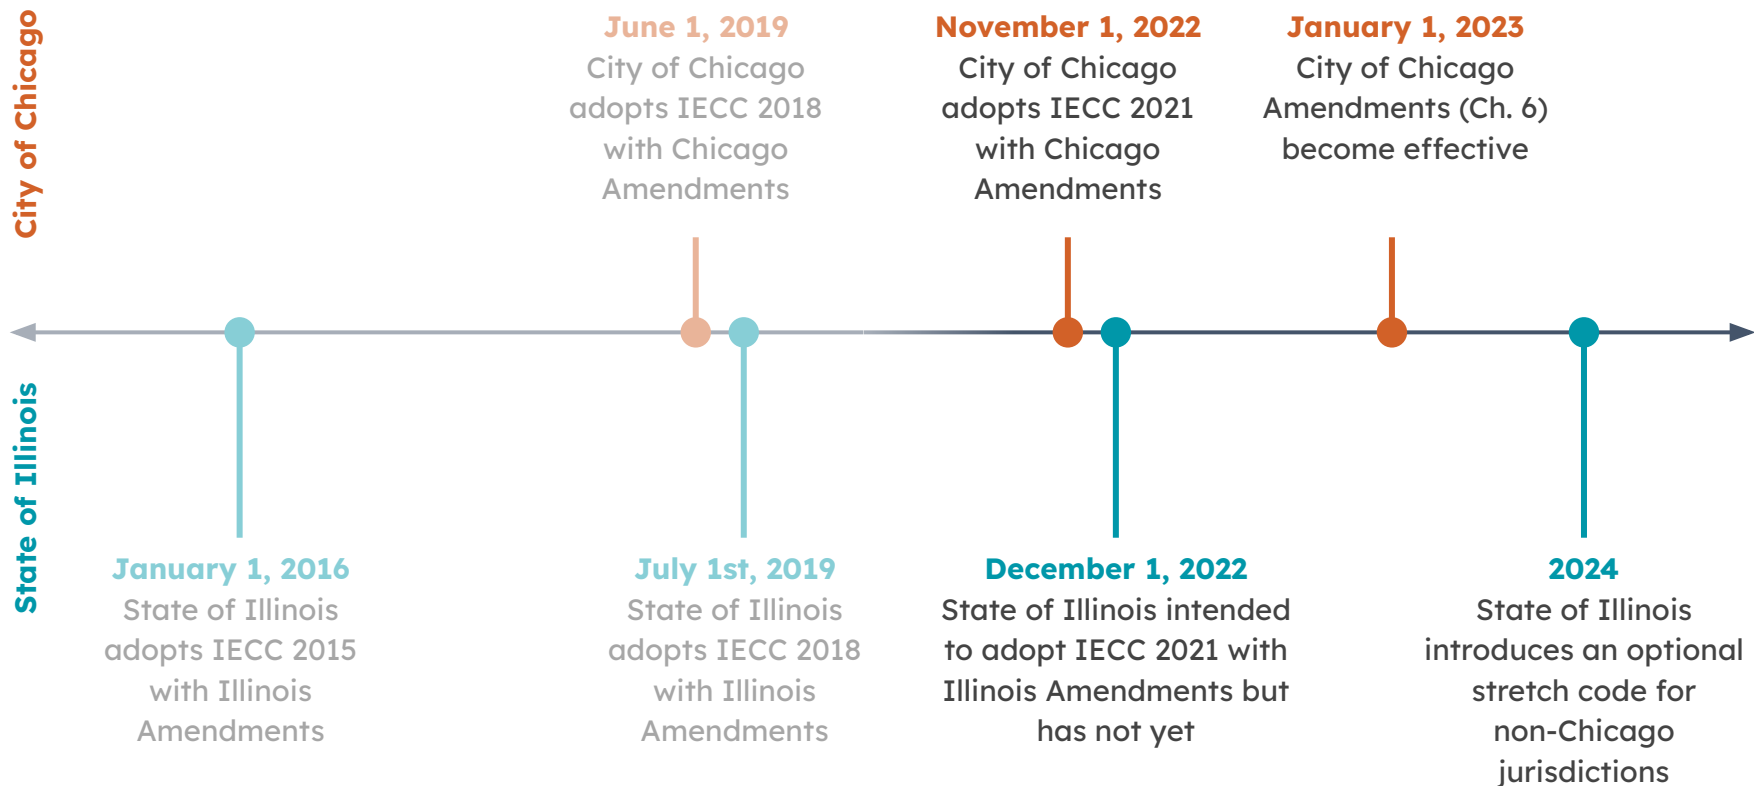 City of Chicago
June 1, 2019
City of Chicago
adopts IECC 2018
with Chicago
Amendments
November 1, 2022
City of Chicago
adopts IECC 2021
with Chicago
Amendments
January 1, 2023
City of Chicago
Amendments (Ch. 6)
become effective
State of Illinois
January 1, 2016
State of Illinois
adopts IECC 2015
with Illinois
Amendments
July 1st, 2019
State of Illinois
adopts IECC 2018
with Illinois
Amendments
December 1, 2022
State of Illinois intended
to adopt IECC 2021 with
Illinois Amendments but
has not yet
2024
State of Illinois
introduces an optional
stretch code for
non-Chicago
jurisdictions